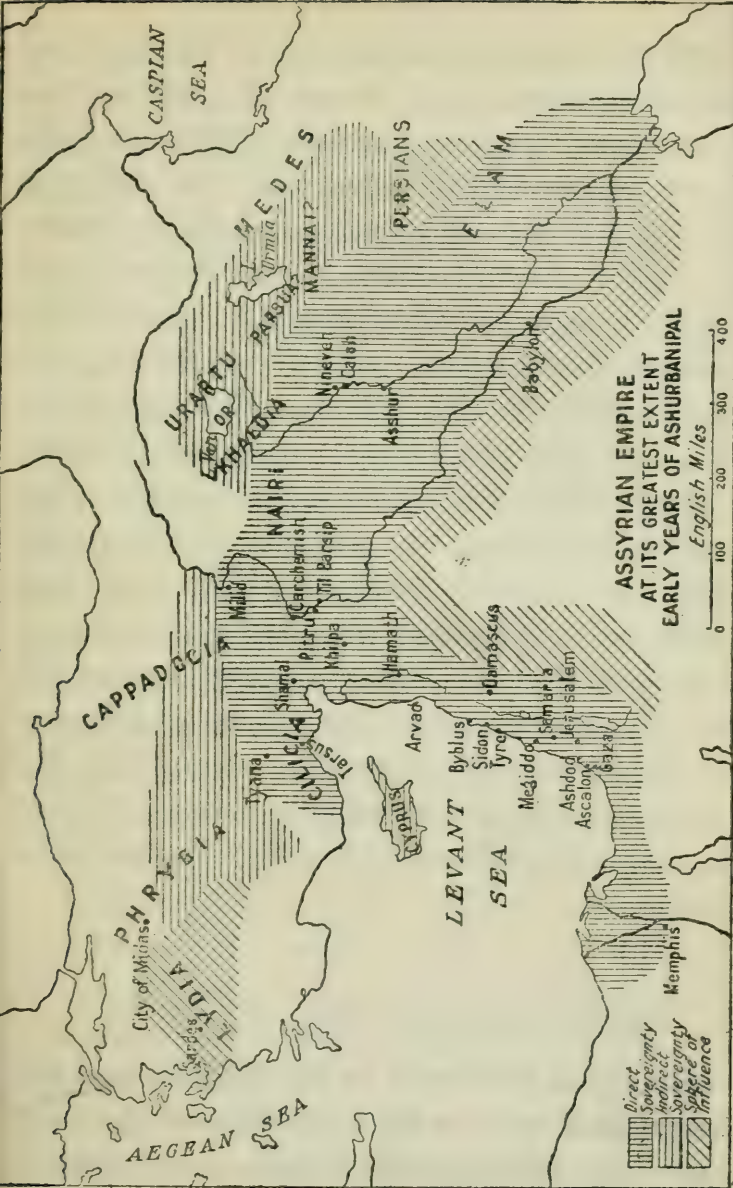 CASPIAN
SEA
MEDES
Urmia
MANNAI?
PARSUA?
PERSIANS
ELAM
URARTU
OR
KHALDIA
Van
NAIRI
Nineveh
Calah
Asshur
Babylon
CAPPADOCIA
Milid
Carchemish
Til Barsip
Pitru
Khilpa
Shamal
Hamath
PHRYGIA
City of Midas
LYDIA
Sardes
Tyana
CILICIA
Tarsus
CYPRUS
LEVANT
SEA
AEGEAN SEA
Arvad
Byblus
Sidon
Tyre
Damascus
Megiddo
Samaria
Jerusalem
Ashdod
Ascalon
Gaza
Memphis
ASSYRIAN EMPIRE
AT ITS GREATEST EXTENT
EARLY YEARS OF ASHURBANIPAL
English Miles
0 100 200 300 400
Direct
Sovereignty
Indirect
Sovereignty
Sphere of
Influence